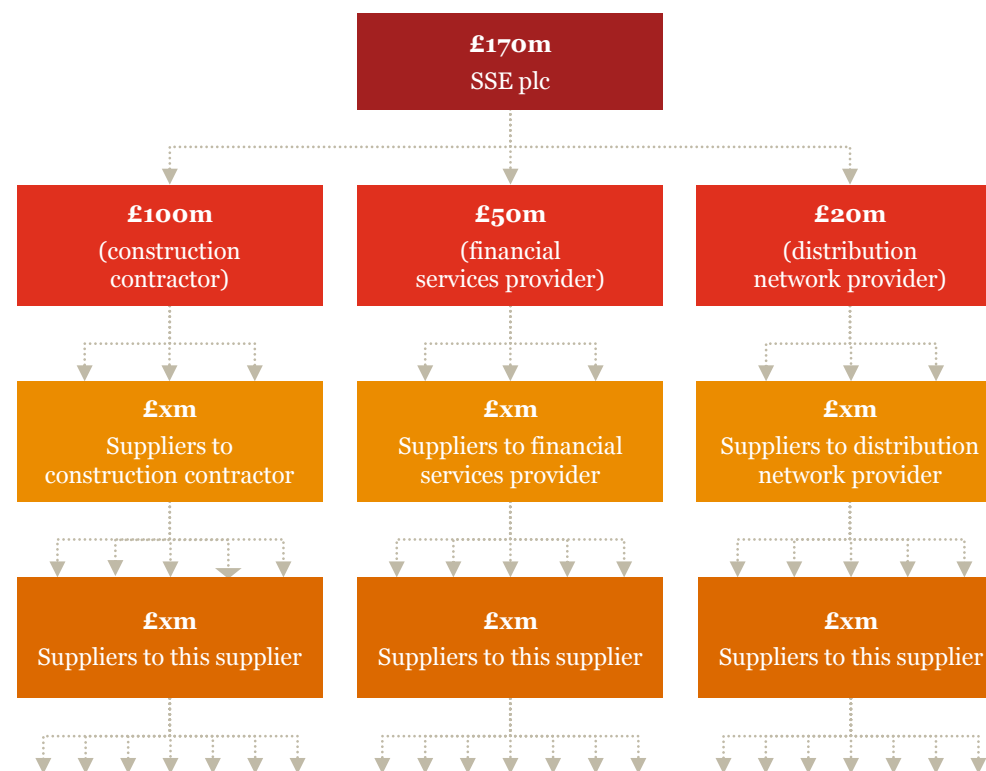 £170m
SSE plc
£100m
(construction
contractor)
£50m
(financial
services provider)
£20m
(distribution
network provider)
£xm
Suppliers to
construction contractor
£xm
Suppliers to financial
services provider
£xm
Suppliers to distribution
network provider
£xm
Suppliers to this supplier
£xm
Suppliers to this supplier
£xm
Suppliers to this supplier